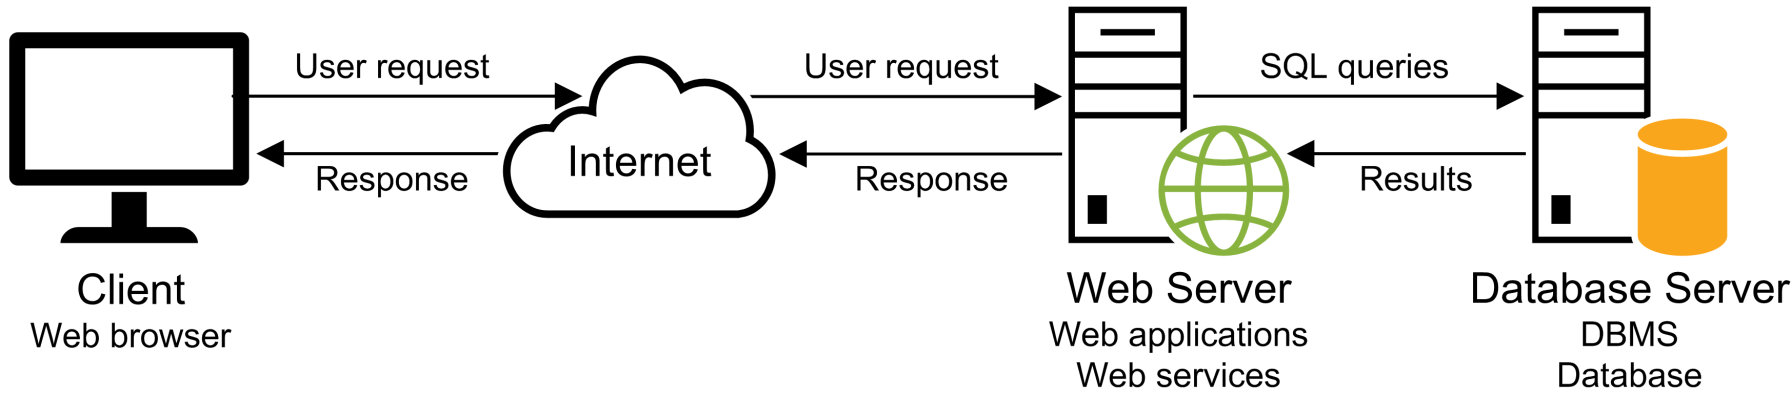 User request
User request
SQL queries
Internet
Response
Response
Results
Client
Web browser
Web Server
Web applications
Web services
Database Server
DBMS
Database